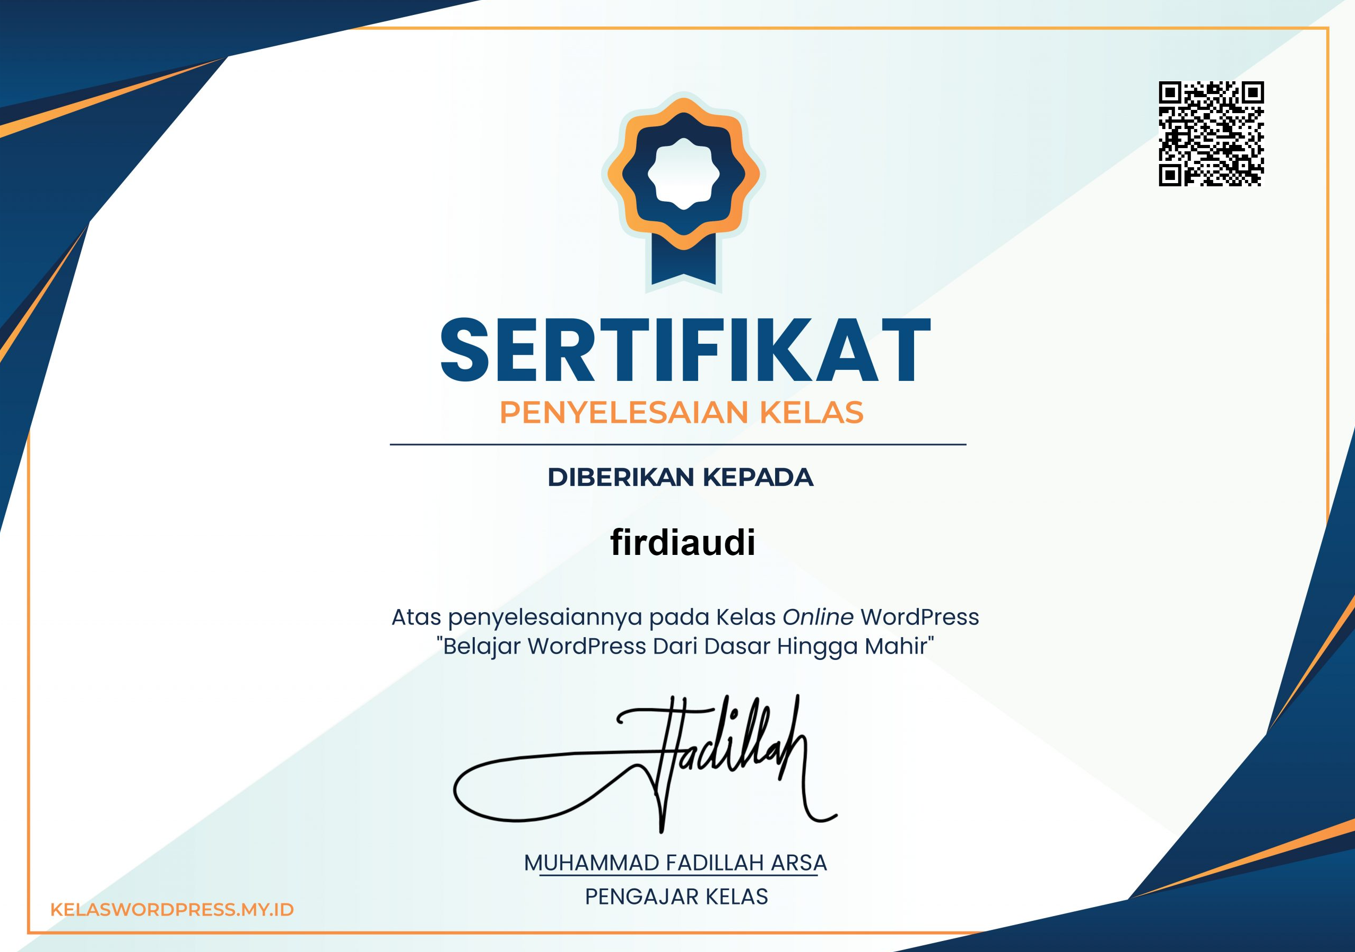 SERTIFIKAT
PENYELESAIAN KELAS
DIBERIKAN KEPADA
firdiaudi
Atas penyelesaiannya pada Kelas Online WordPress
"Belajar WordPress Dari Dasar Hingga Mahir"
Fadillah
MUHAMMAD FADILLAH ARSA
PENGAJAR KELAS
KELASWORDPRESS.MY.ID